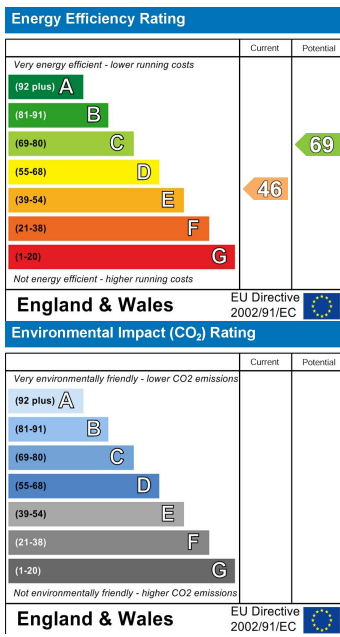 Energy Efficiency Rating
Current Potential
Very energy efficient - lower running costs
(92 plus) A
(81-91) B
(69-80) C
69
(55-68) D
(39-54) E
46
(21-38) F
(1-20) G
Not energy efficient - higher running costs
England & Wales
EU Directive
2002/91/EC
Environmental Impact (CO₂) Rating
Current Potential
Very environmentally friendly - lower CO2 emissions
(92 plus) A
(81-91) B
(69-80) C
(55-68) D
(39-54) E
(21-38) F
(1-20) G
Not environmentally friendly - higher CO2 emissions
England & Wales
EU Directive
2002/91/EC